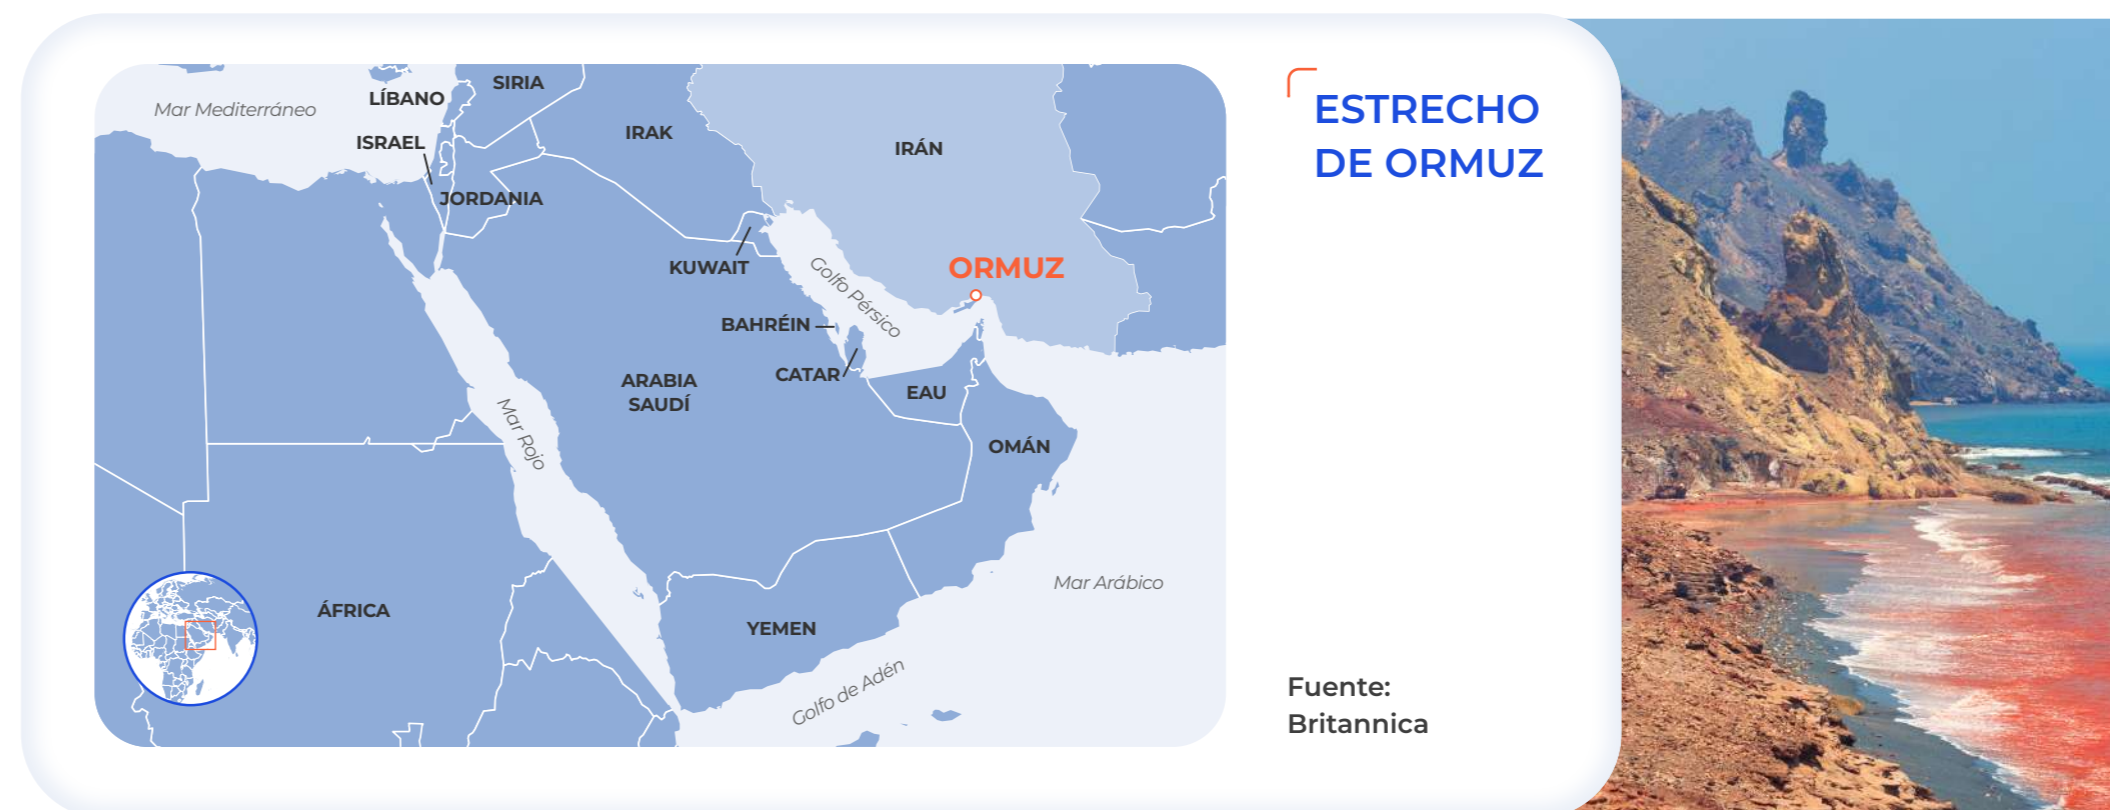 Mar Mediterráneo
LÍBANO
SIRIA
ISRAEL
JORDANIA
IRAK
IRÁN
KUWAIT
Golfo Pérsico
ORMUZ
BAHRÉIN
CATAR
ARABIA
SAUDÍ
EAU
OMÁN
Mar Rojo
Mar Arábico
ÁFRICA
YEMEN
Golfo de Adén
ESTRECHO
DE ORMUZ
Fuente:
Britannica